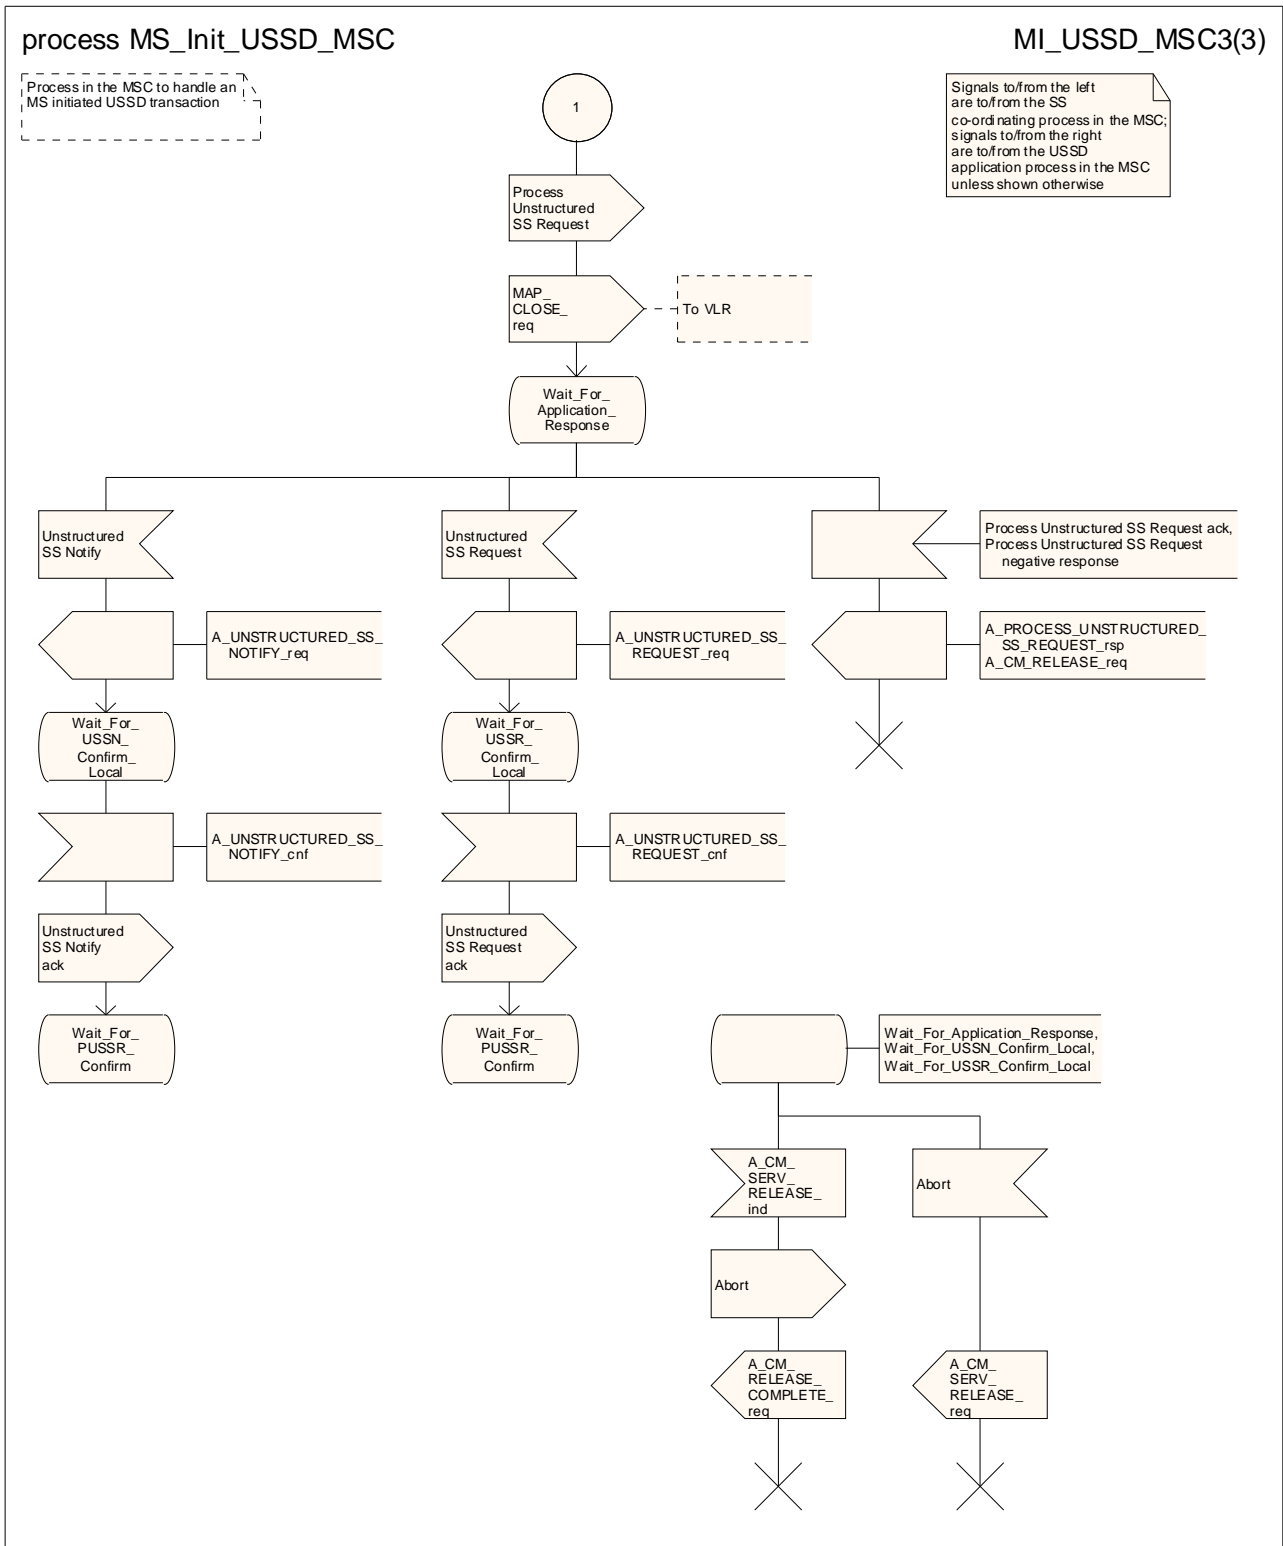 process MS_Init_USSD_MSC
MI_USSD_MSC3(3)
Process in the MSC to handle an
MS initiated USSD transaction
Signals to/from the left
are to/from the SS
co-ordinating process in the MSC;
signals to/from the right
are to/from the USSD
application process in the MSC
unless shown otherwise
1
Process
Unstructured
SS Request
MAP_
CLOSE_
req
To VLR
Wait_For_
Application_
Response
Unstructured
SS Notify
Unstructured
SS Request
Process Unstructured SS Request ack,
Process Unstructured SS Request
negative response
A_UNSTRUCTURED_SS_
NOTIFY_req
A_UNSTRUCTURED_SS_
REQUEST_req
A_PROCESS_UNSTRUCTURED_
SS_REQUEST_rsp
A_CM_RELEASE_req
Wait_For_
USSN_
Confirm_
Local
Wait_For_
USSR_
Confirm_
Local
A_UNSTRUCTURED_SS_
NOTIFY_cnf
A_UNSTRUCTURED_SS_
REQUEST_cnf
Unstructured
SS Notify
ack
Unstructured
SS Request
ack
Wait_For_
PUSSR_
Confirm
Wait_For_
PUSSR_
Confirm
Wait_For_Application_Response,
Wait_For_USSN_Confirm_Local,
Wait_For_USSR_Confirm_Local
A_CM_
SERV_
RELEASE_
ind
Abort
Abort
A_CM_
RELEASE_
COMPLETE_
req
A_CM_
SERV_
RELEASE_
req